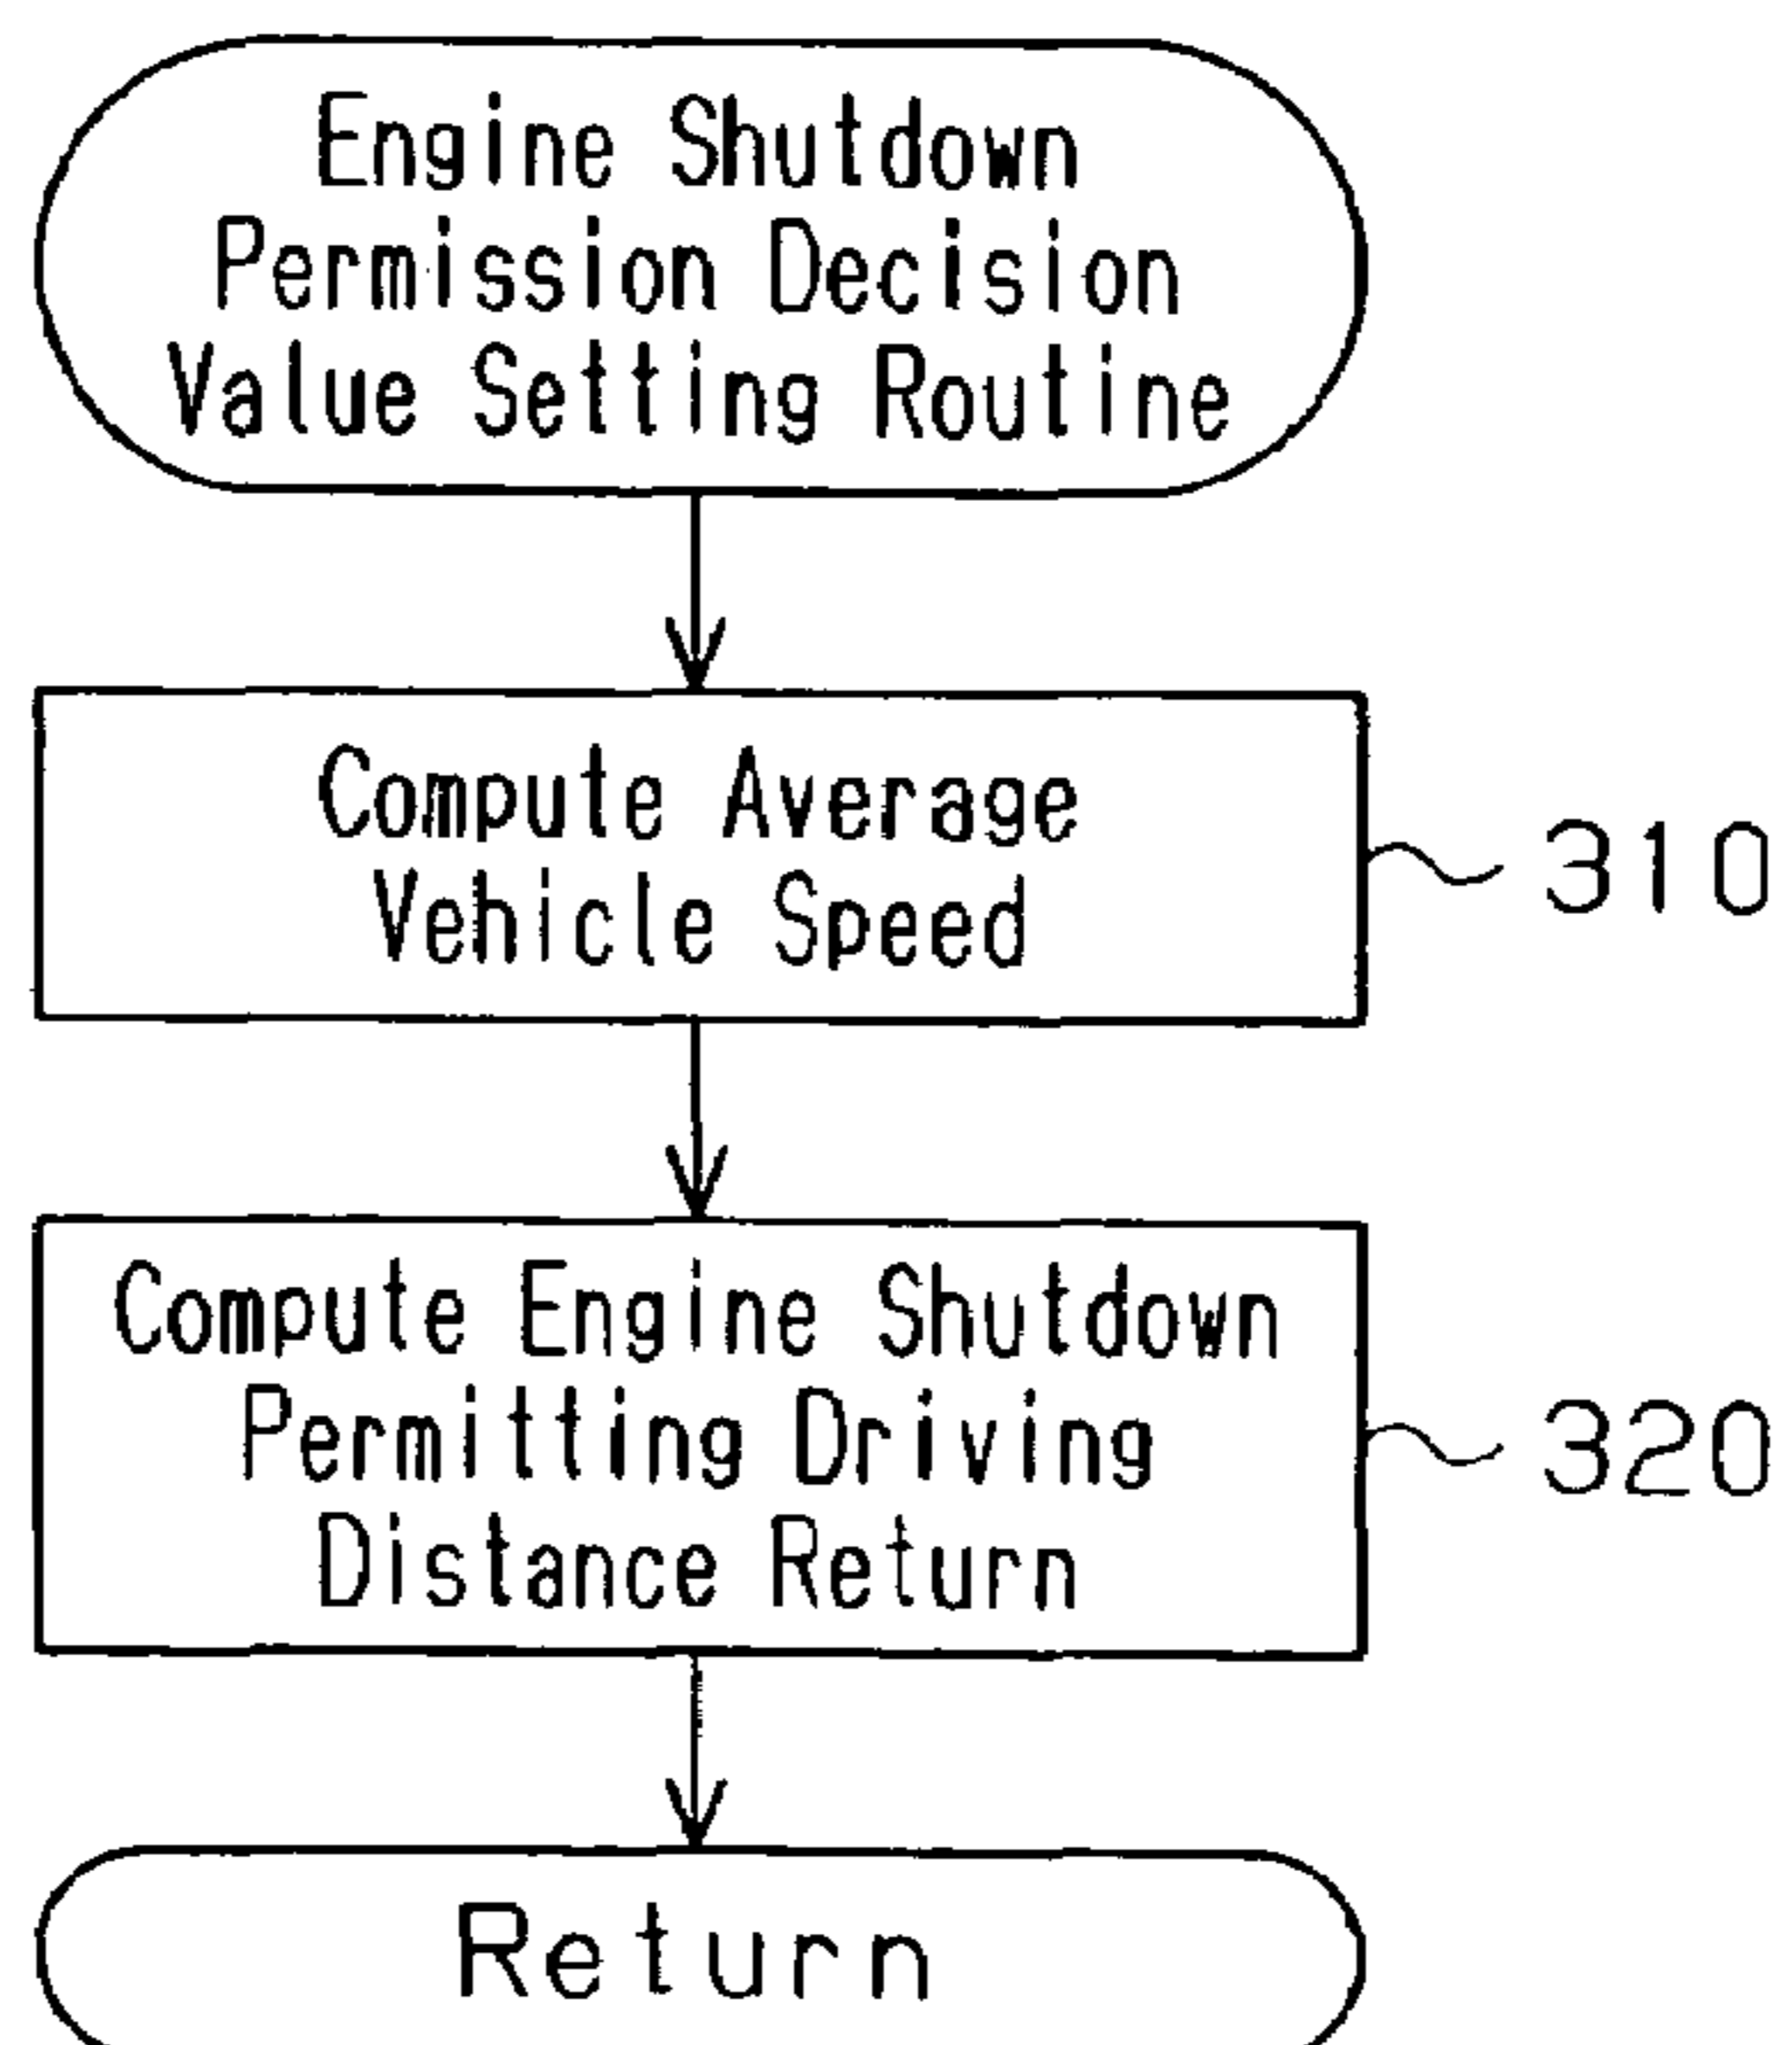 Engine Shutdown
Permission Decision
Value Setting Routine
Compute Average
Vehicle Speed
310
Compute Engine Shutdown
Permitting Driving
Distance Return
320
Return